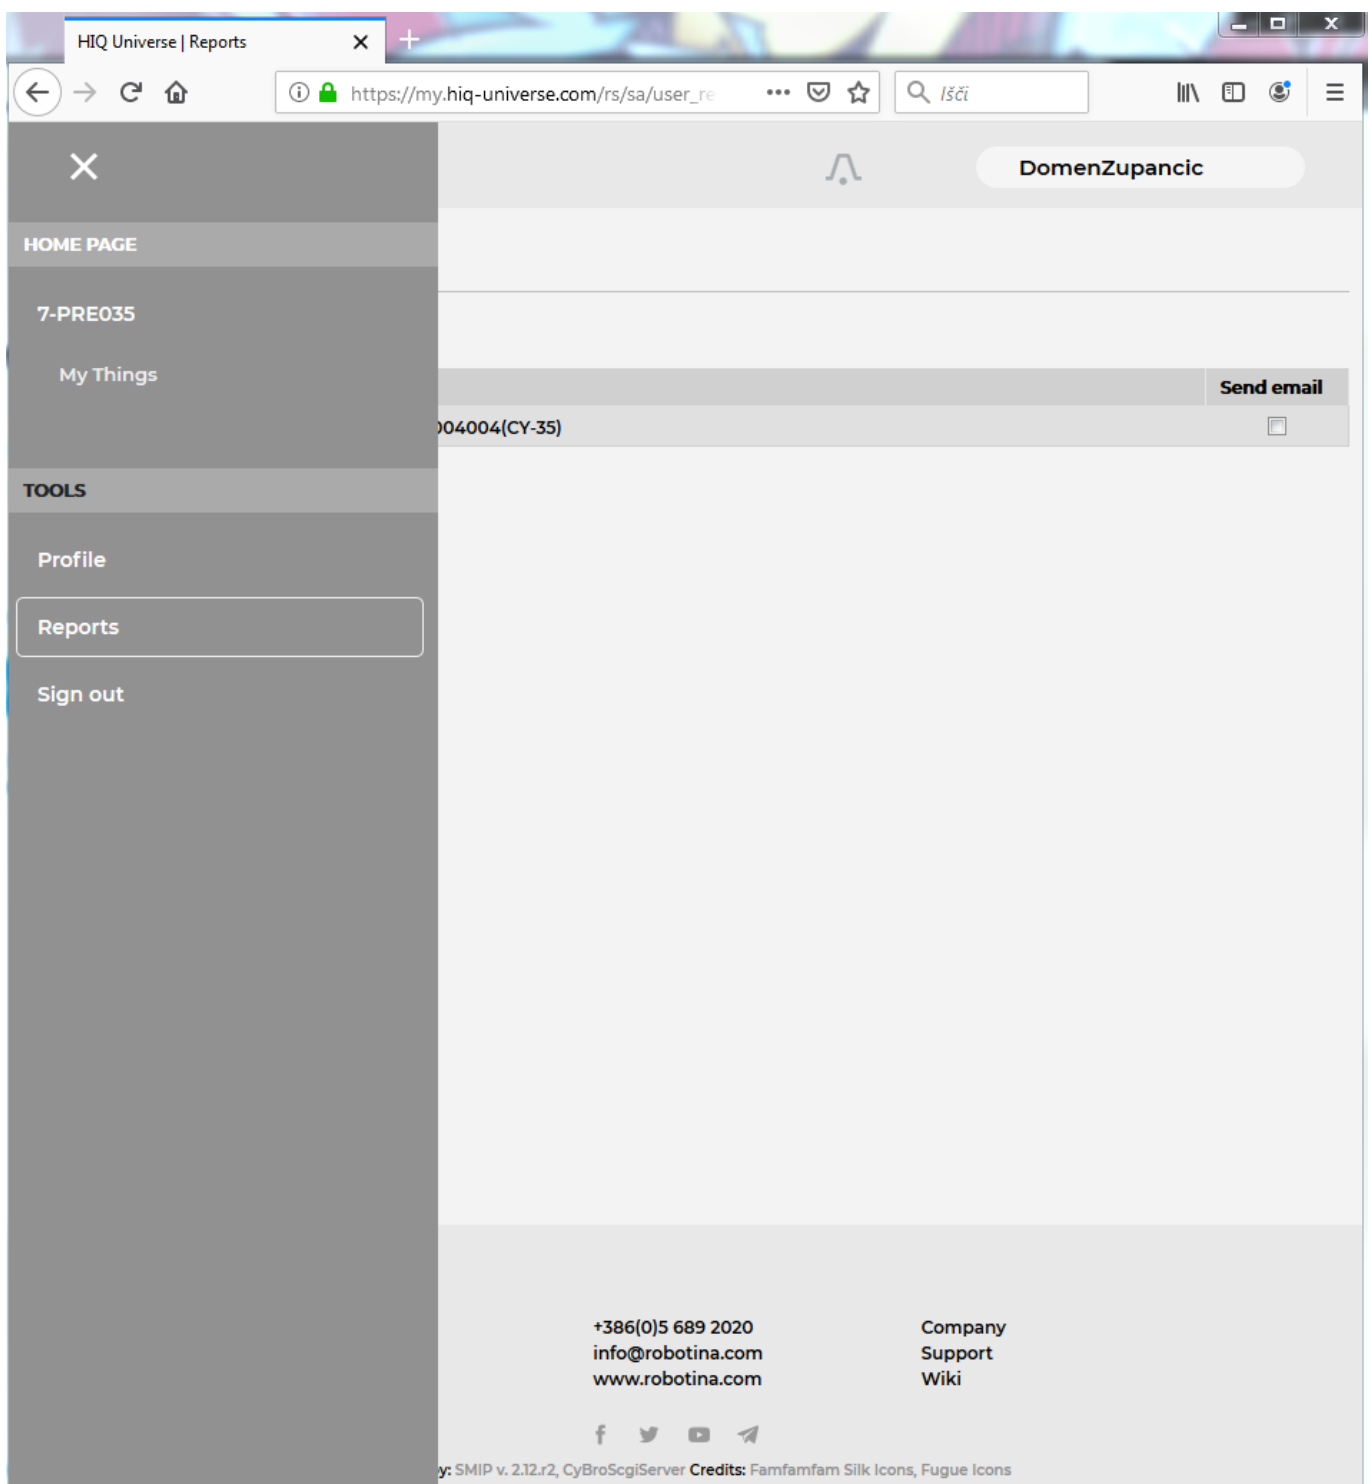 HIQ Universe | Reports
https://my.hiq-universe.com/rs/sa/user_re
Išči
DomenZupancic
HOME PAGE
7-PRE035
My Things
Send email
004004(CY-35)
TOOLS
Profile
Reports
Sign out
+386(0)5 689 2020
Company
info@robotina.com
Support
www.robotina.com
Wiki
y: SMIP v. 2.12.r2, CyBroScgiServer Credits: Famfamfam Silk Icons, Fugue Icons